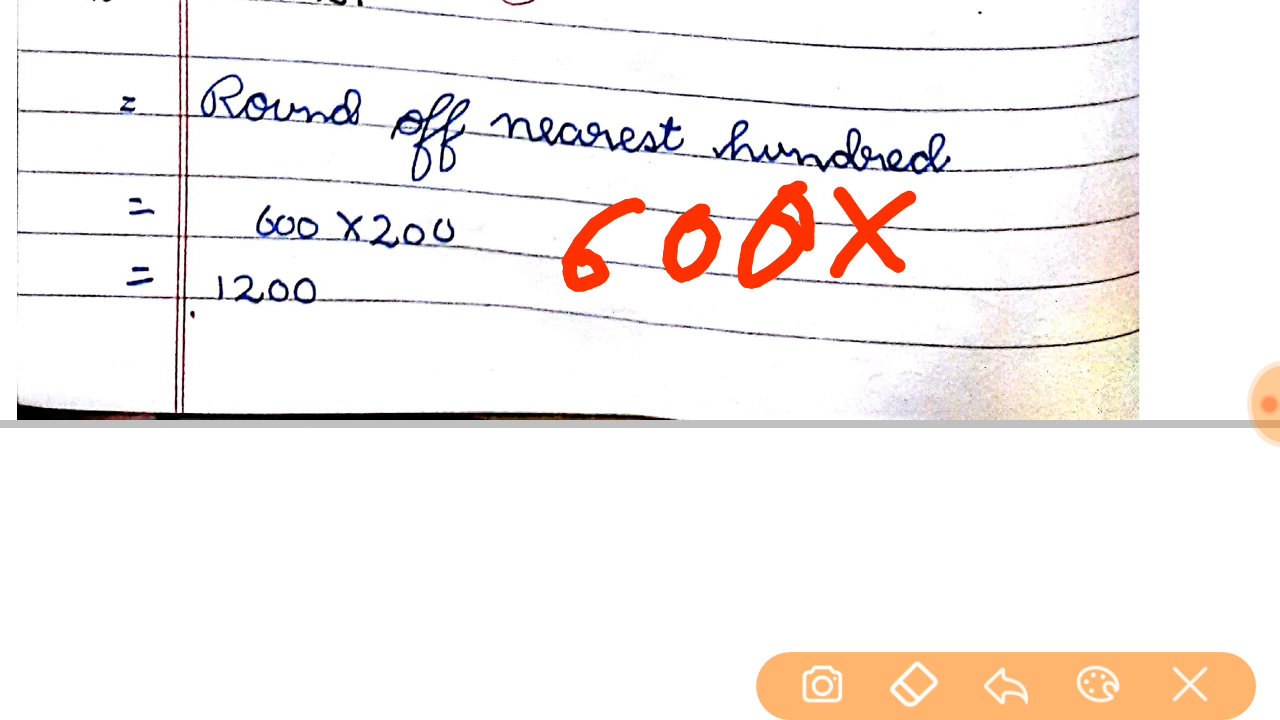 = Round off nearest hundred
= 600 X 200 600X
= 1200